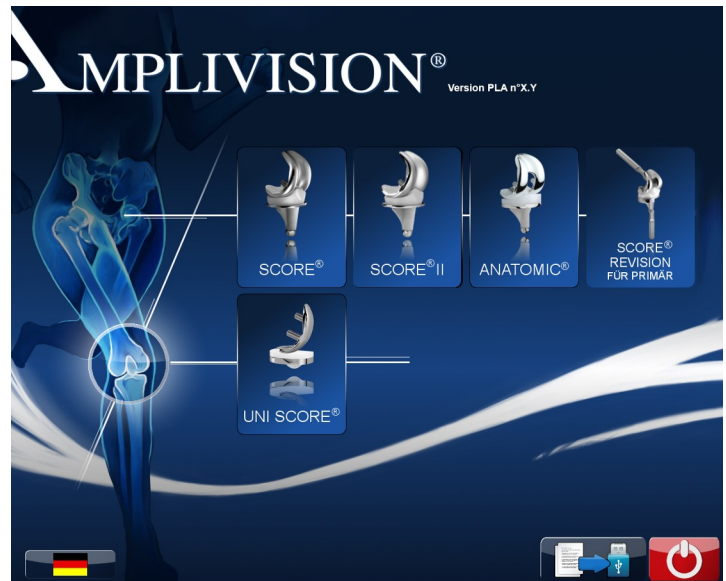 AMPLIVISION®
Version PLA n°X.Y
SCORE®
SCORE®II
ANATOMIC®
SCORE®
REVISION
FÜR PRIMÄR
UNI SCORE®